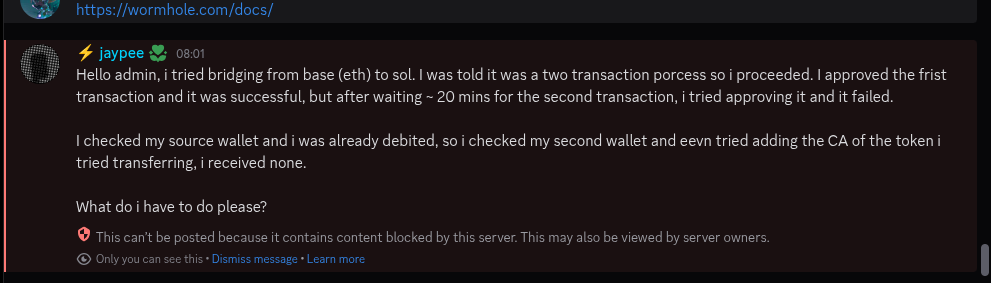 https://wormhole.com/docs/
⚡ jaypee 08:01
Hello admin, i tried bridging from base (eth) to sol. I was told it was a two transaction porcess so i proceeded. I approved the frist
transaction and it was successful, but after waiting ~ 20 mins for the second transaction, i tried approving it and it failed.
I checked my source wallet and i was already debited, so i checked my second wallet and eevn tried adding the CA of the token i
tried transferring, i received none.
What do i have to do please?
This can't be posted because it contains content blocked by this server. This may also be viewed by server owners.
Only you can see this • Dismiss message • Learn more